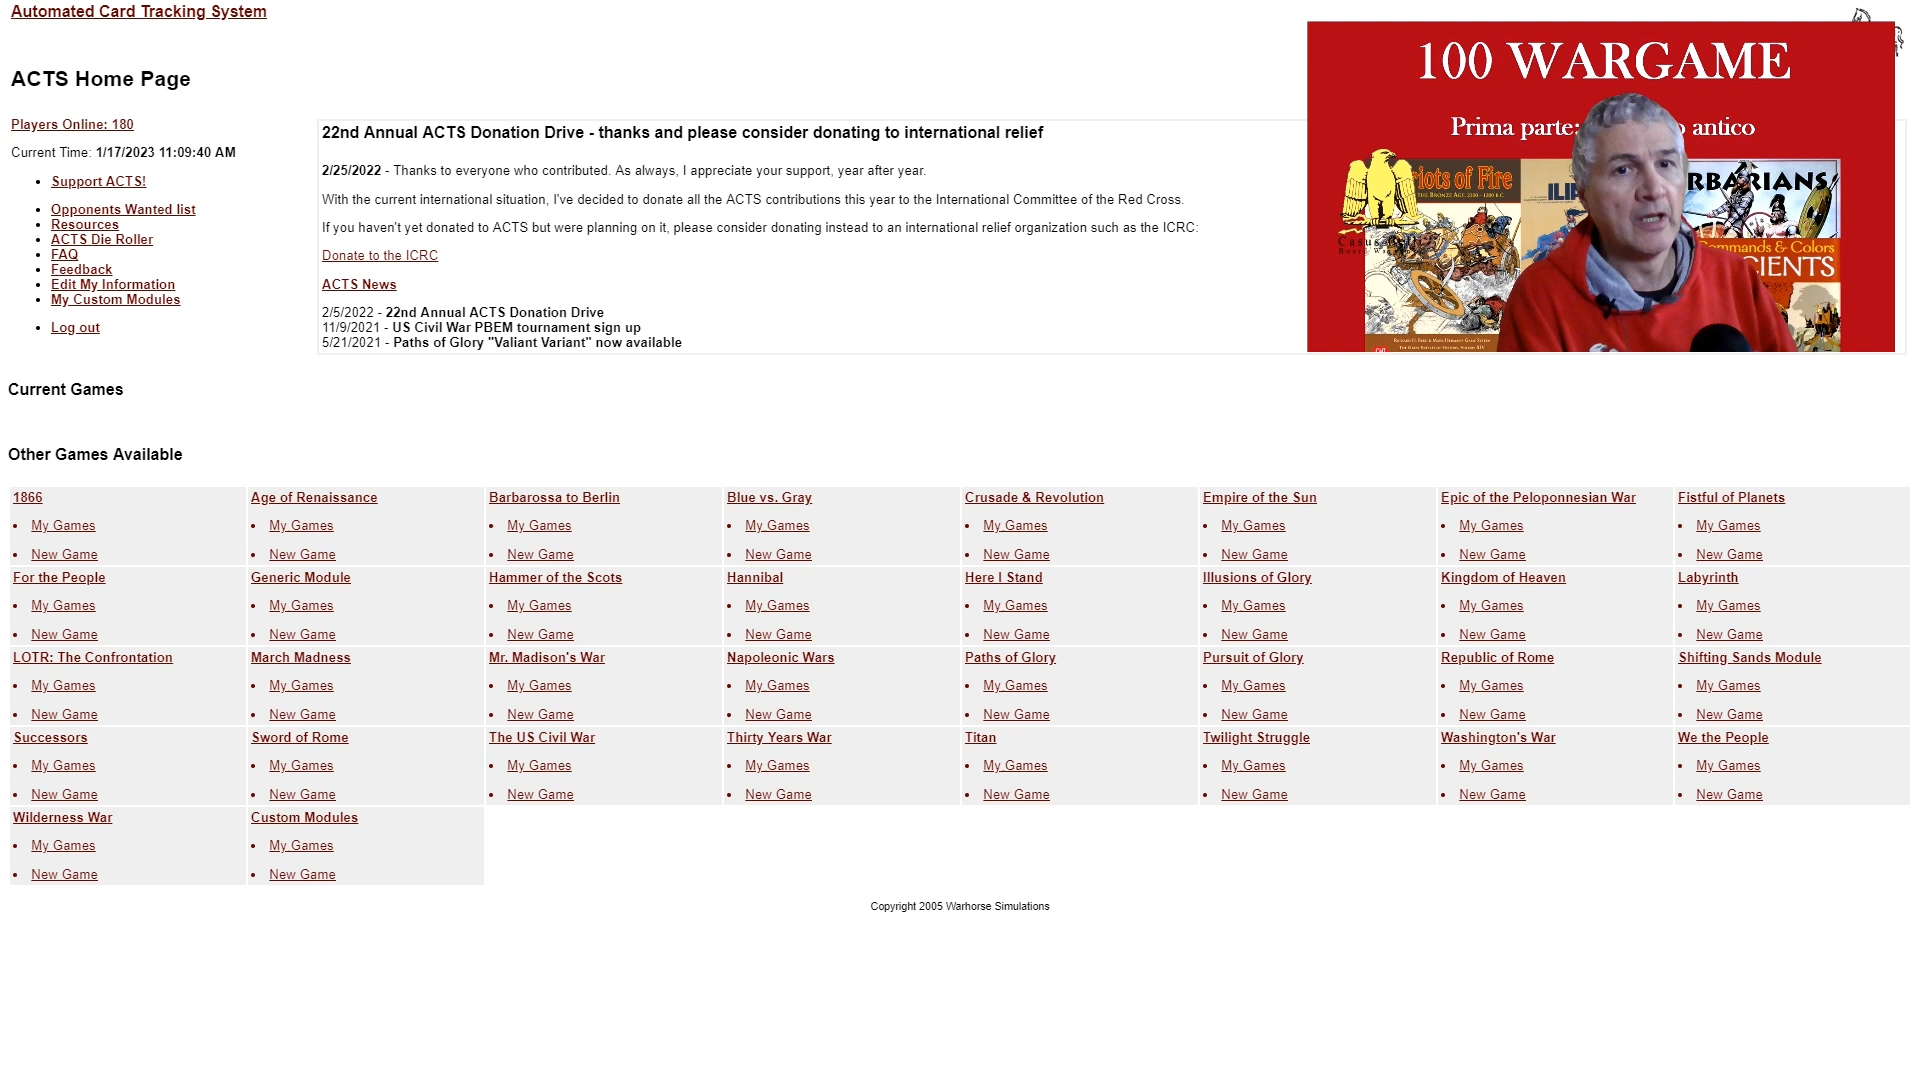 Automated Card Tracking System
ACTS Home Page
Players Online: 180
Current Time: 1/17/2023 11:09:40 AM
Support ACTS!
Opponents Wanted list
Resources
ACTS Die Roller
FAQ
Feedback
Edit My Information
My Custom Modules
Log out
22nd Annual ACTS Donation Drive - thanks and please consider donating to international relief
2/25/2022 - Thanks to everyone who contributed. As always, I appreciate your support, year after year.
With the current international situation, I've decided to donate all the ACTS contributions this year to the International Committee of the Red Cross.
If you haven't yet donated to ACTS but were planning on it, please consider donating instead to an international relief organization such as the ICRC:
Donate to the ICRC
ACTS News
2/5/2022 - 22nd Annual ACTS Donation Drive
11/9/2021 - US Civil War PBEM tournament sign up
5/21/2021 - Paths of Glory "Valiant Variant" now available
100 WARGAME
Prima parte: o antico
riots of Fire
THE BRONZE AGE, 2300 - 1200 B.C.
RBARIANS
Commands & Colors
CIENTS
Current Games
Other Games Available
1866 Age of Renaissance Barbarossa to Berlin Blue vs. Gray Crusade & Revolution Empire of the Sun Epic of the Peloponnesian War Fistful of Planets
My Games My Games My Games My Games My Games My Games My Games My Games
New Game New Game New Game New Game New Game New Game New Game New Game
For the People Generic Module Hammer of the Scots Hannibal Here I Stand Illusions of Glory Kingdom of Heaven Labyrinth
My Games My Games My Games My Games My Games My Games My Games My Games
New Game New Game New Game New Game New Game New Game New Game New Game
LOTR: The Confrontation March Madness Mr. Madison's War Napoleonic Wars Paths of Glory Pursuit of Glory Republic of Rome Shifting Sands Module
My Games My Games My Games My Games My Games My Games My Games My Games
New Game New Game New Game New Game New Game New Game New Game New Game
Successors Sword of Rome The US Civil War Thirty Years War Titan Twilight Struggle Washington's War We the People
My Games My Games My Games My Games My Games My Games My Games My Games
New Game New Game New Game New Game New Game New Game New Game New Game
Wilderness War Custom Modules
My Games My Games
New Game New Game
Copyright 2005 Warhorse Simulations